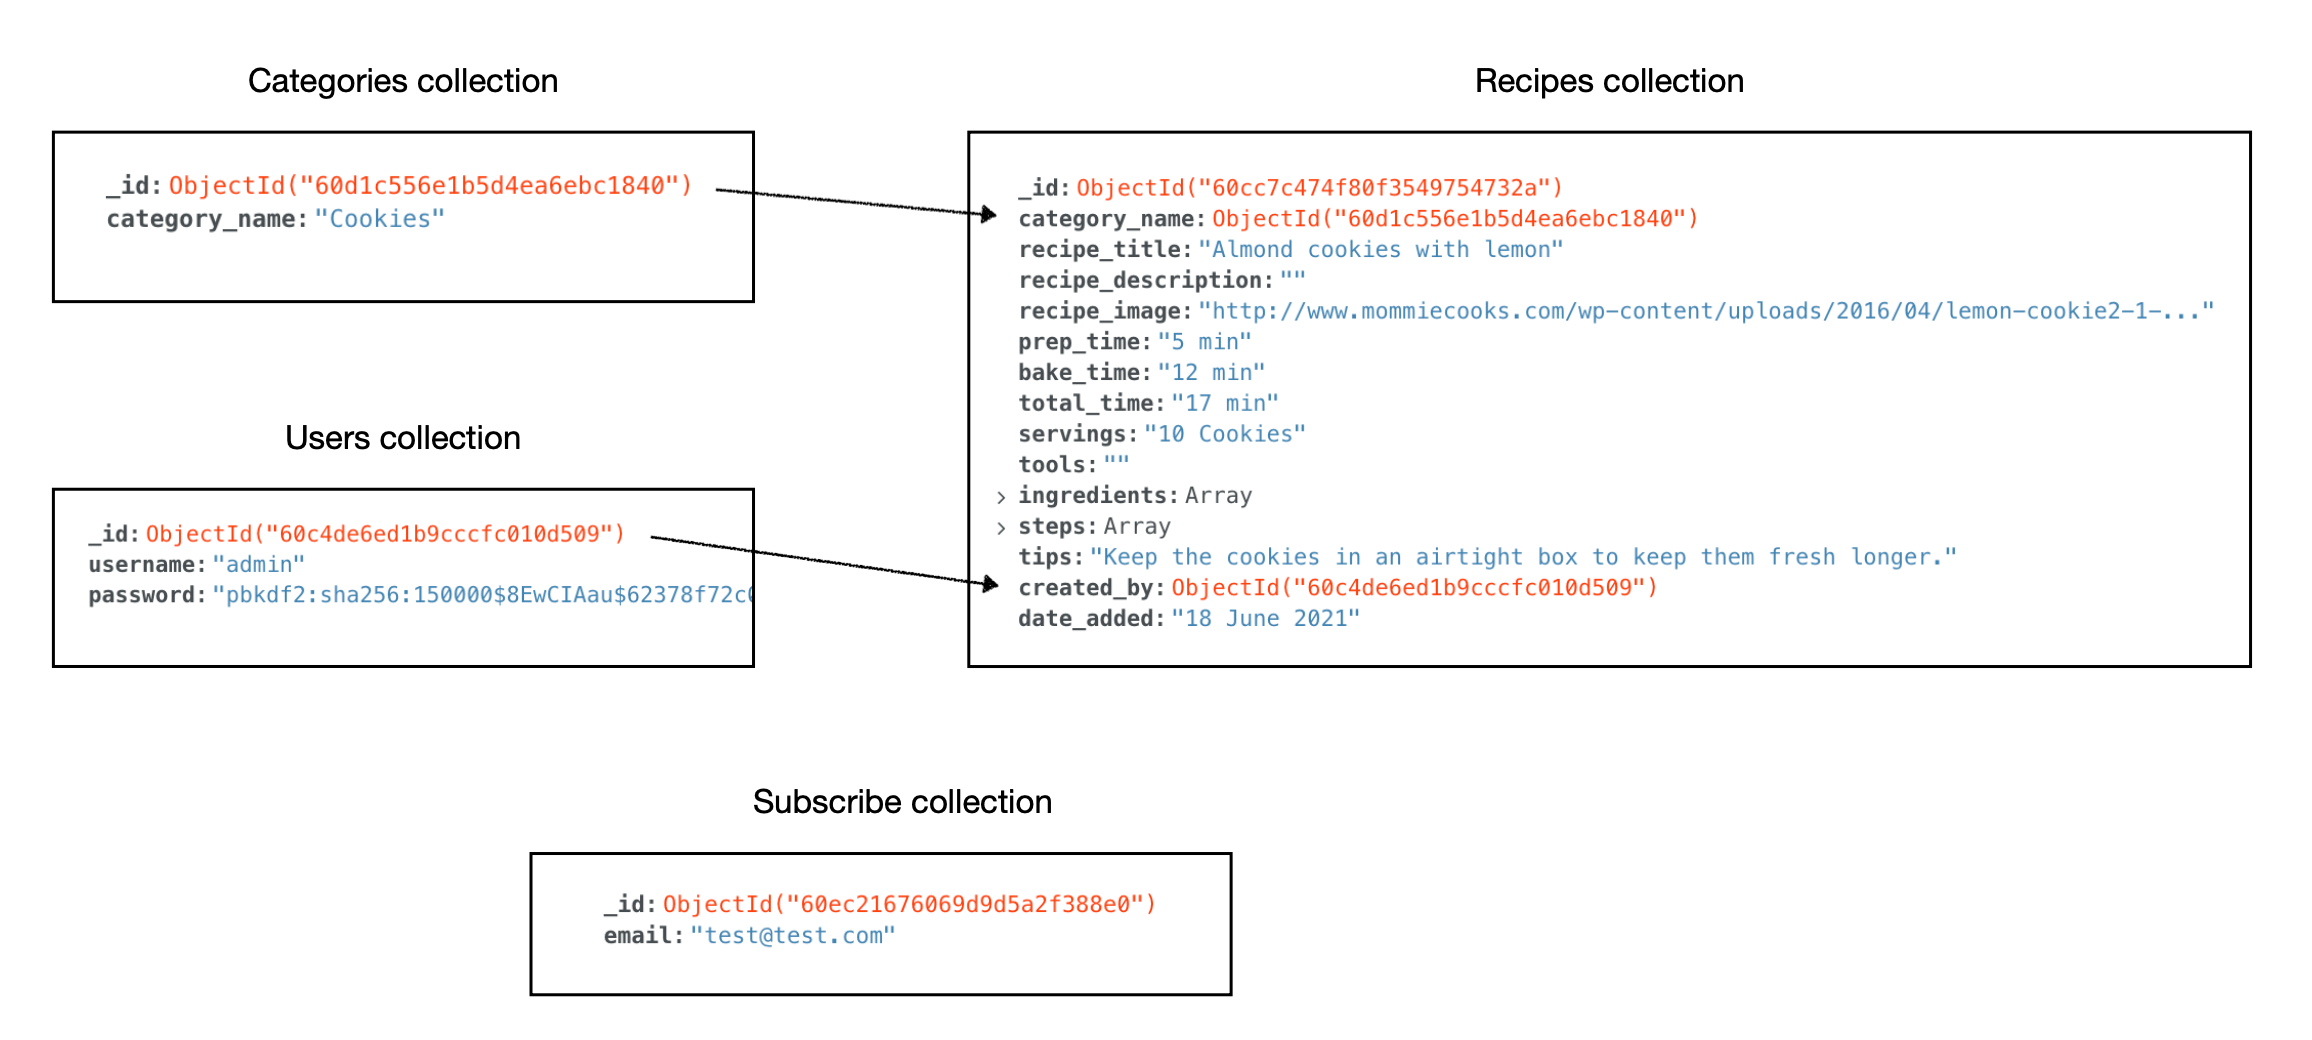 Categories collection
_id: ObjectId("60d1c556e1b5d4ea6ebc1840")
category_name: "Cookies"
Users collection
_id: ObjectId("60c4de6ed1b9cccfc010d509")
username: "admin"
password: "pbkdf2:sha256:150000$8EwCIAau$62378f72c
Recipes collection
_id: ObjectId("60cc7c474f80f3549754732a")
category_name: ObjectId("60d1c556e1b5d4ea6ebc1840")
recipe_title: "Almond cookies with lemon"
recipe_description: ""
recipe_image: "http://www.mommiecooks.com/wp-content/uploads/2016/04/lemon-cookie2-1-..."
prep_time: "5 min"
bake_time: "12 min"
total_time: "17 min"
servings: "10 Cookies"
tools: ""
> ingredients: Array
> steps: Array
tips: "Keep the cookies in an airtight box to keep them fresh longer."
created_by: ObjectId("60c4de6ed1b9cccfc010d509")
date_added: "18 June 2021"
Subscribe collection
_id: ObjectId("60ec21676069d9d5a2f388e0")
email: "test@test.com"